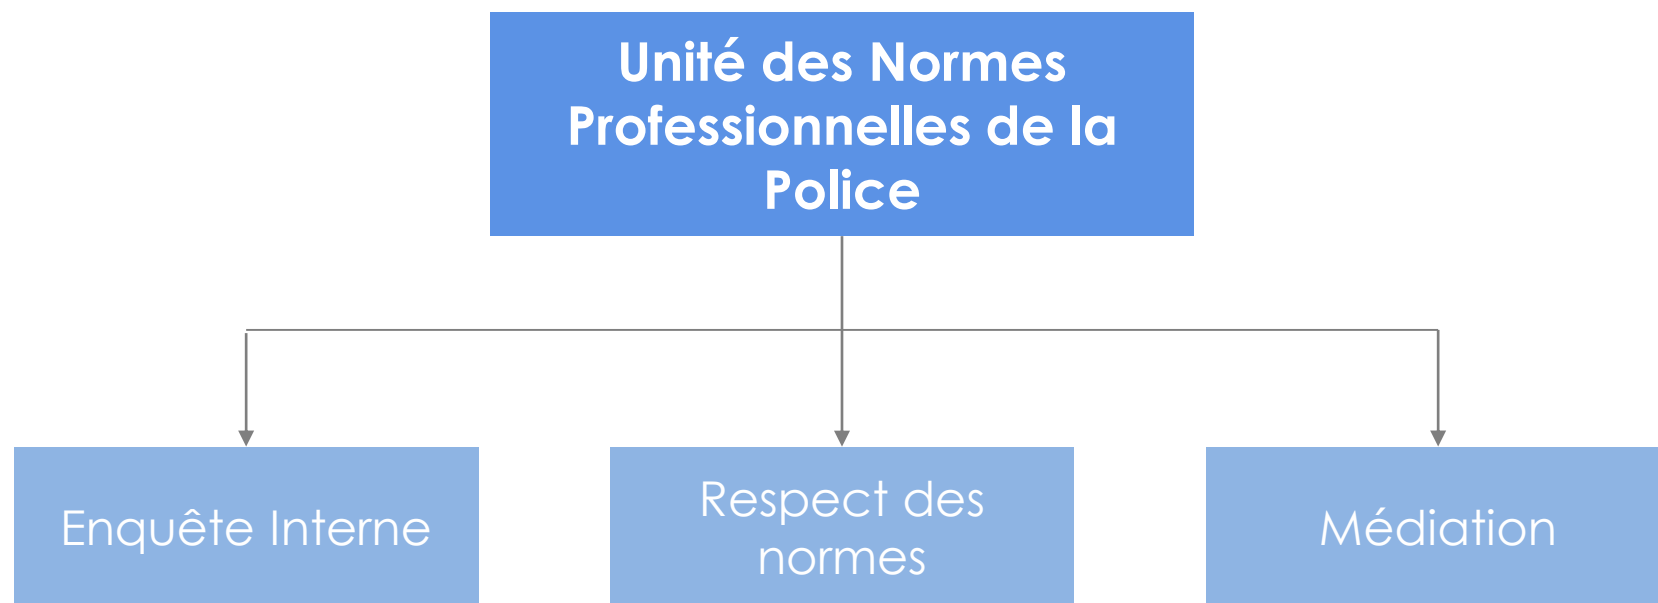 Unité des Normes
Professionnelles de la
Police
Enquête Interne
Respect des
normes
Médiation